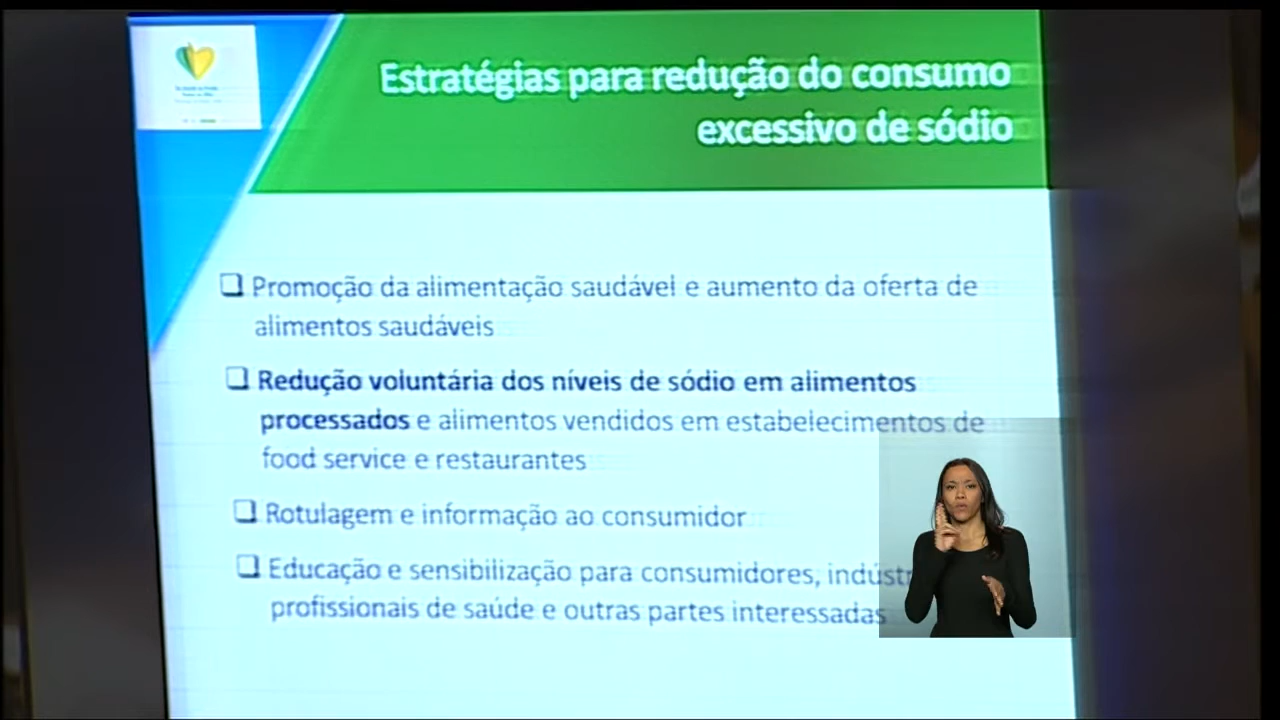 Estratégias para redução do consumo
excessivo de sódio
❑ Promoção da alimentação saudável e aumento da oferta de
alimentos saudáveis
❑ Redução voluntária dos níveis de sódio em alimentos
processados e alimentos vendidos em estabelecimentos de
food service e restaurantes
❑ Rotulagem e informação ao consumidor
❑ Educação e sensibilização para consumidores,
profissionais de saúde e outras partes interessadas